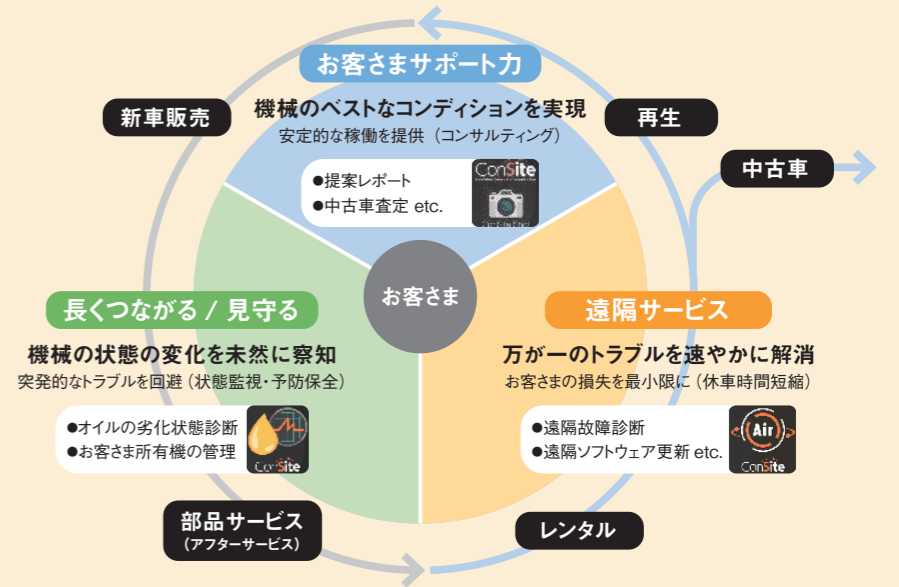 お客さまサポート力
機械のベストなコンディションを実現
安定的な稼働を提供（コンサルティング）
●提案レポート
●中古車査定 etc.
ConSite
新車販売
再生
中古車
お客さま
長くつながる / 見守る
機械の状態の変化を未然に察知
突発的なトラブルを回避（状態監視・予防保全）
●オイルの劣化状態診断
●お客さま所有機の管理
ConSite
遠隔サービス
万が一のトラブルを速やかに解消
お客さまの損失を最小限に（休車時間短縮）
●遠隔故障診断
●遠隔ソフトウェア更新 etc.
Air
ConSite
部品サービス
（アフターサービス）
レンタル